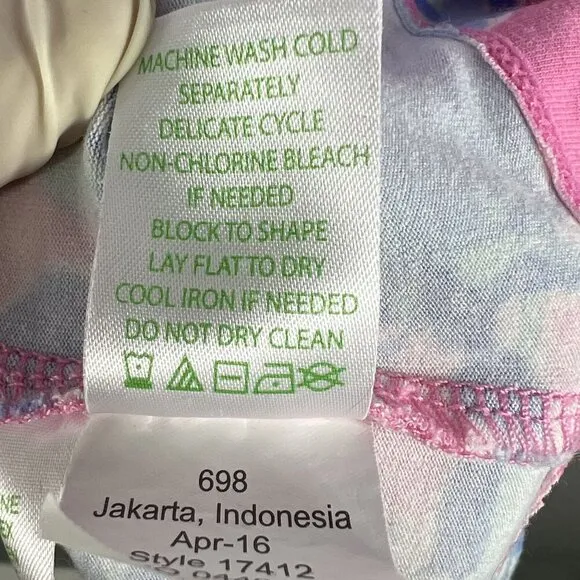 MACHINE WASH COLD
SEPARATELY
DELICATE CYCLE
NON-CHLORINE BLEACH
IF NEEDED
BLOCK TO SHAPE
LAY FLAT TO DRY
COOL IRON IF NEEDED
DO NOT DRY CLEAN
698
Jakarta, Indonesia
Apr-16
Style 17412